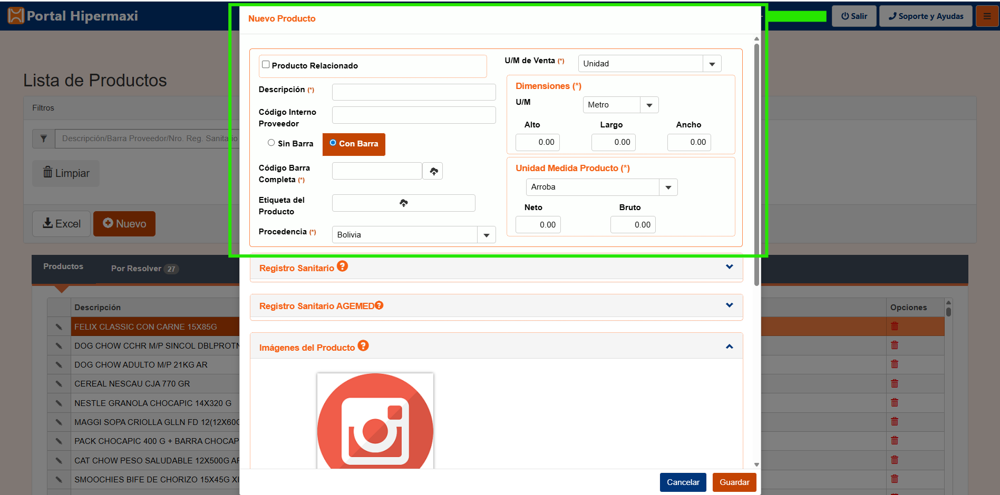 Portal Hipermaxi
Salir
Soporte y Ayudas
Nuevo Producto
Producto Relacionado
U/M de Venta (*)
Unidad
Descripción (*)
Dimensiones (*)
U/M
Metro
Código Interno
Proveedor
Alto
Largo
Ancho
0.00
0.00
0.00
Sin Barra
Con Barra
Código Barra
Completa (*)
Unidad Medida Producto (*)
Arroba
Etiqueta del
Producto
Neto
Bruto
0.00
0.00
Procedencia (*)
Bolivia
Lista de Productos
Filtros
Descripción/Barra Proveedor/Nro. Reg. Sanitario
Limpiar
Excel
Nuevo
Registro Sanitario ?
Registro Sanitario AGEMED ?
Imágenes del Producto ?
Productos
Por Resolver 27
Descripción
Opciones
FELIX CLASSIC CON CARNE 15X85G
DOG CHOW CCHR M/P SINCOL DBLPROTN
DOG CHOW ADULTO M/P 21KG AR
CEREAL NESCAU CJA 770 GR
NESTLE GRANOLA CHOCAPIC 14X320 G
MAGGI SOPA CRIOLLA GLLN FD 12(12X60G
PACK CHOCAPIC 400 G + BARRA CHOCAP
CAT CHOW PESO SALUDABLE 12X500G AR
SMOOCHIES BIFE DE CHORIZO 15X45G XI
Cancelar
Guardar